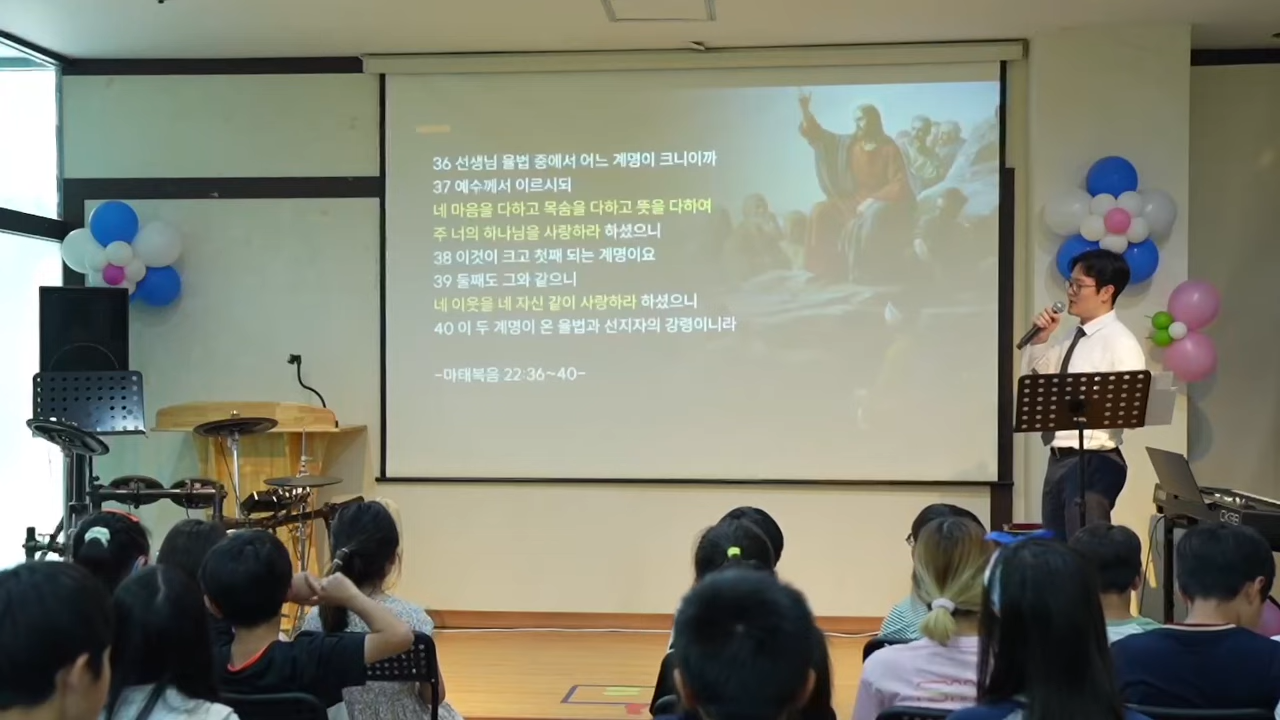 36 선생님 율법 중에서 어느 계명이 크니이까
37 예수께서 이르시되
네 마음을 다하고 목숨을 다하고 뜻을 다하여
주 너의 하나님을 사랑하라 하셨으니
38 이것이 크고 첫째 되는 계명이요
39 둘째도 그와 같으니
네 이웃을 네 자신 같이 사랑하라 하셨으니
40 이 두 계명이 온 율법과 선지자의 강령이니라
-마태복음 22:36~40-